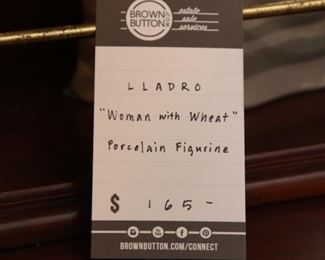 BROWN
BUTTON
estate
sale
services
LLADRO
"Woman with Wheat"
Porcelain Figurine
$ 165-
BROWNBUTTON.COM/CONNECT